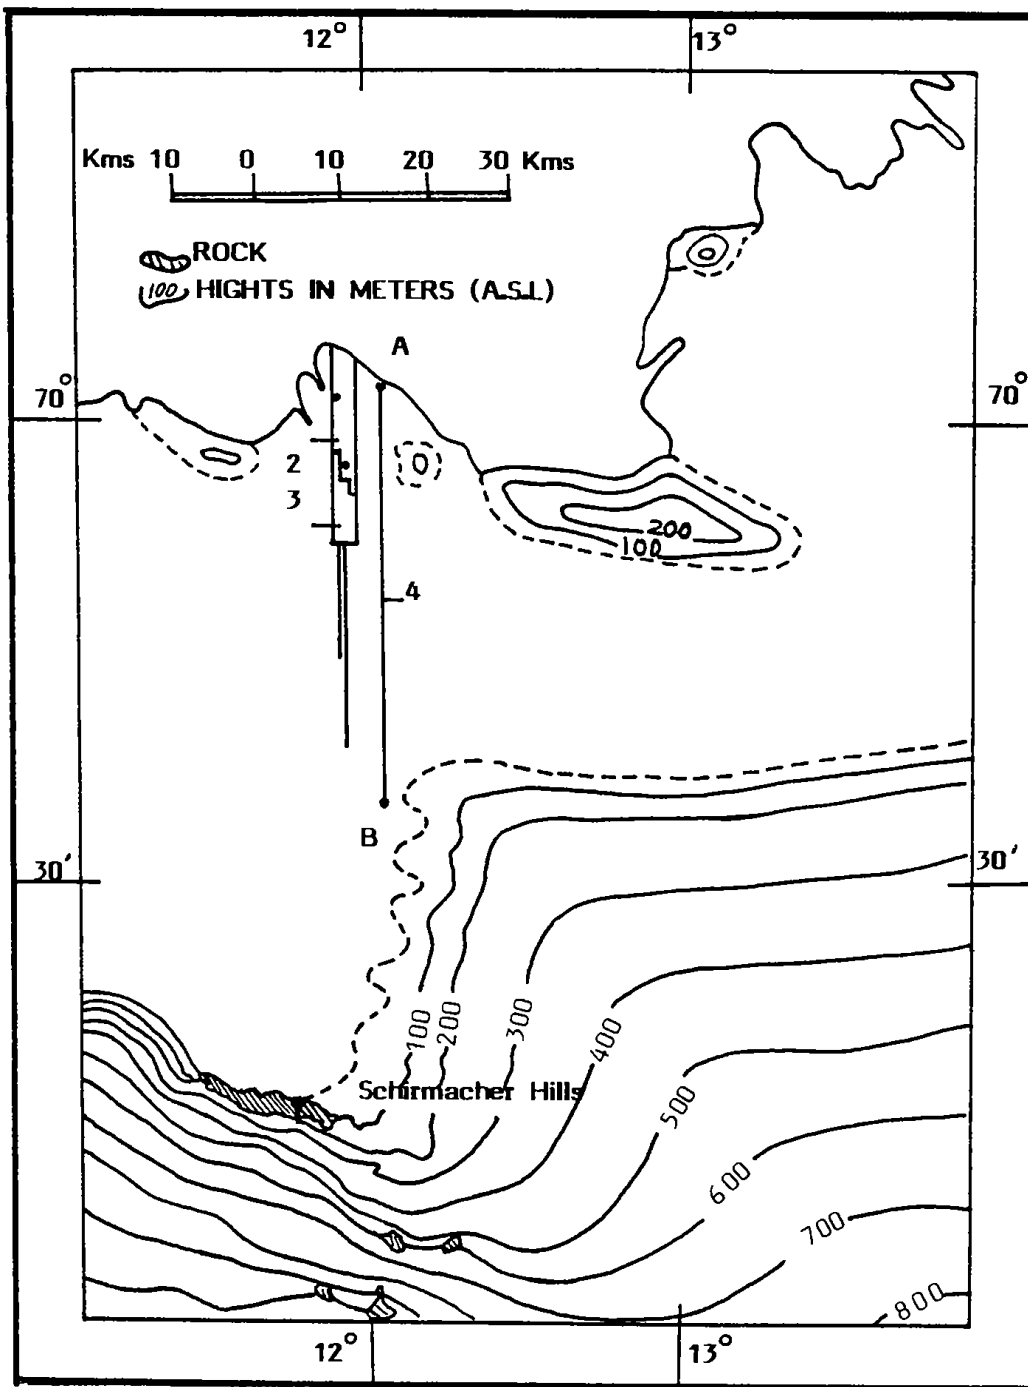 12° 13°
Kms 10 0 10 20 30 Kms
ROCK
100 HIGHTS IN METERS (A.S.L)
A
70° 70°
2
3
200
100
4
B
30' 30'
100 200 300 400 500 600 700 800
Schirmacher Hills
12° 13°